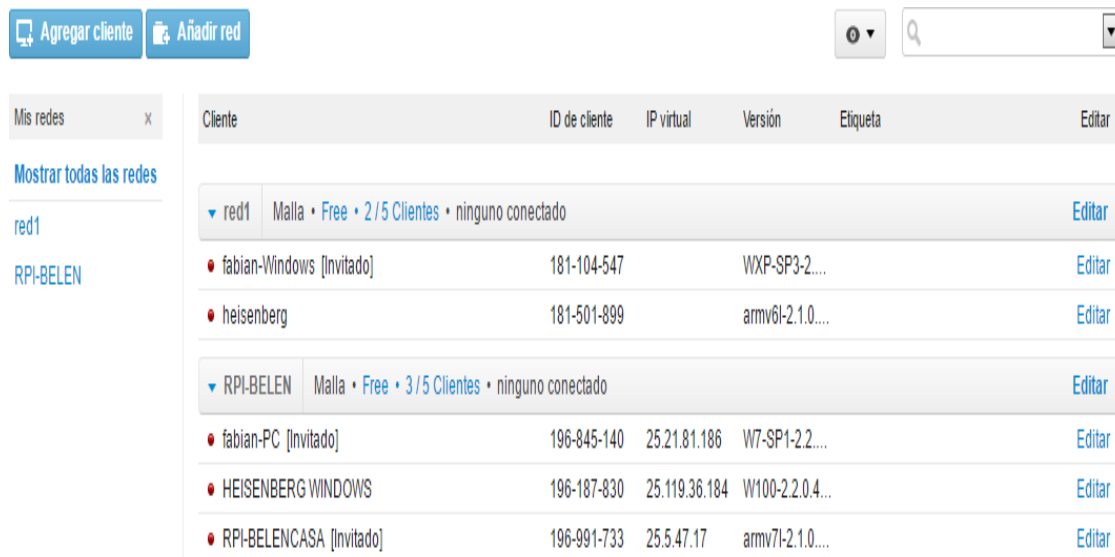 Agregar cliente Añadir red
Mis redes x
Mostrar todas las redes
red1
RPI-BELEN
Cliente ID de cliente IP virtual Versión Etiqueta Editar
red1 Malla • Free • 2 / 5 Clientes • ninguno conectado Editar
fabian-Windows [Invitado] 181-104-547 WXP-SP3-2.... Editar
heisenberg 181-501-899 armv6l-2.1.0.... Editar
RPI-BELEN Malla • Free • 3 / 5 Clientes • ninguno conectado Editar
fabian-PC [Invitado] 196-845-140 25.21.81.186 W7-SP1-2.2.... Editar
HEISENBERG WINDOWS 196-187-830 25.119.36.184 W100-2.2.0.4... Editar
RPI-BELENCASA [Invitado] 196-991-733 25.5.47.17 armv7l-2.1.0.... Editar